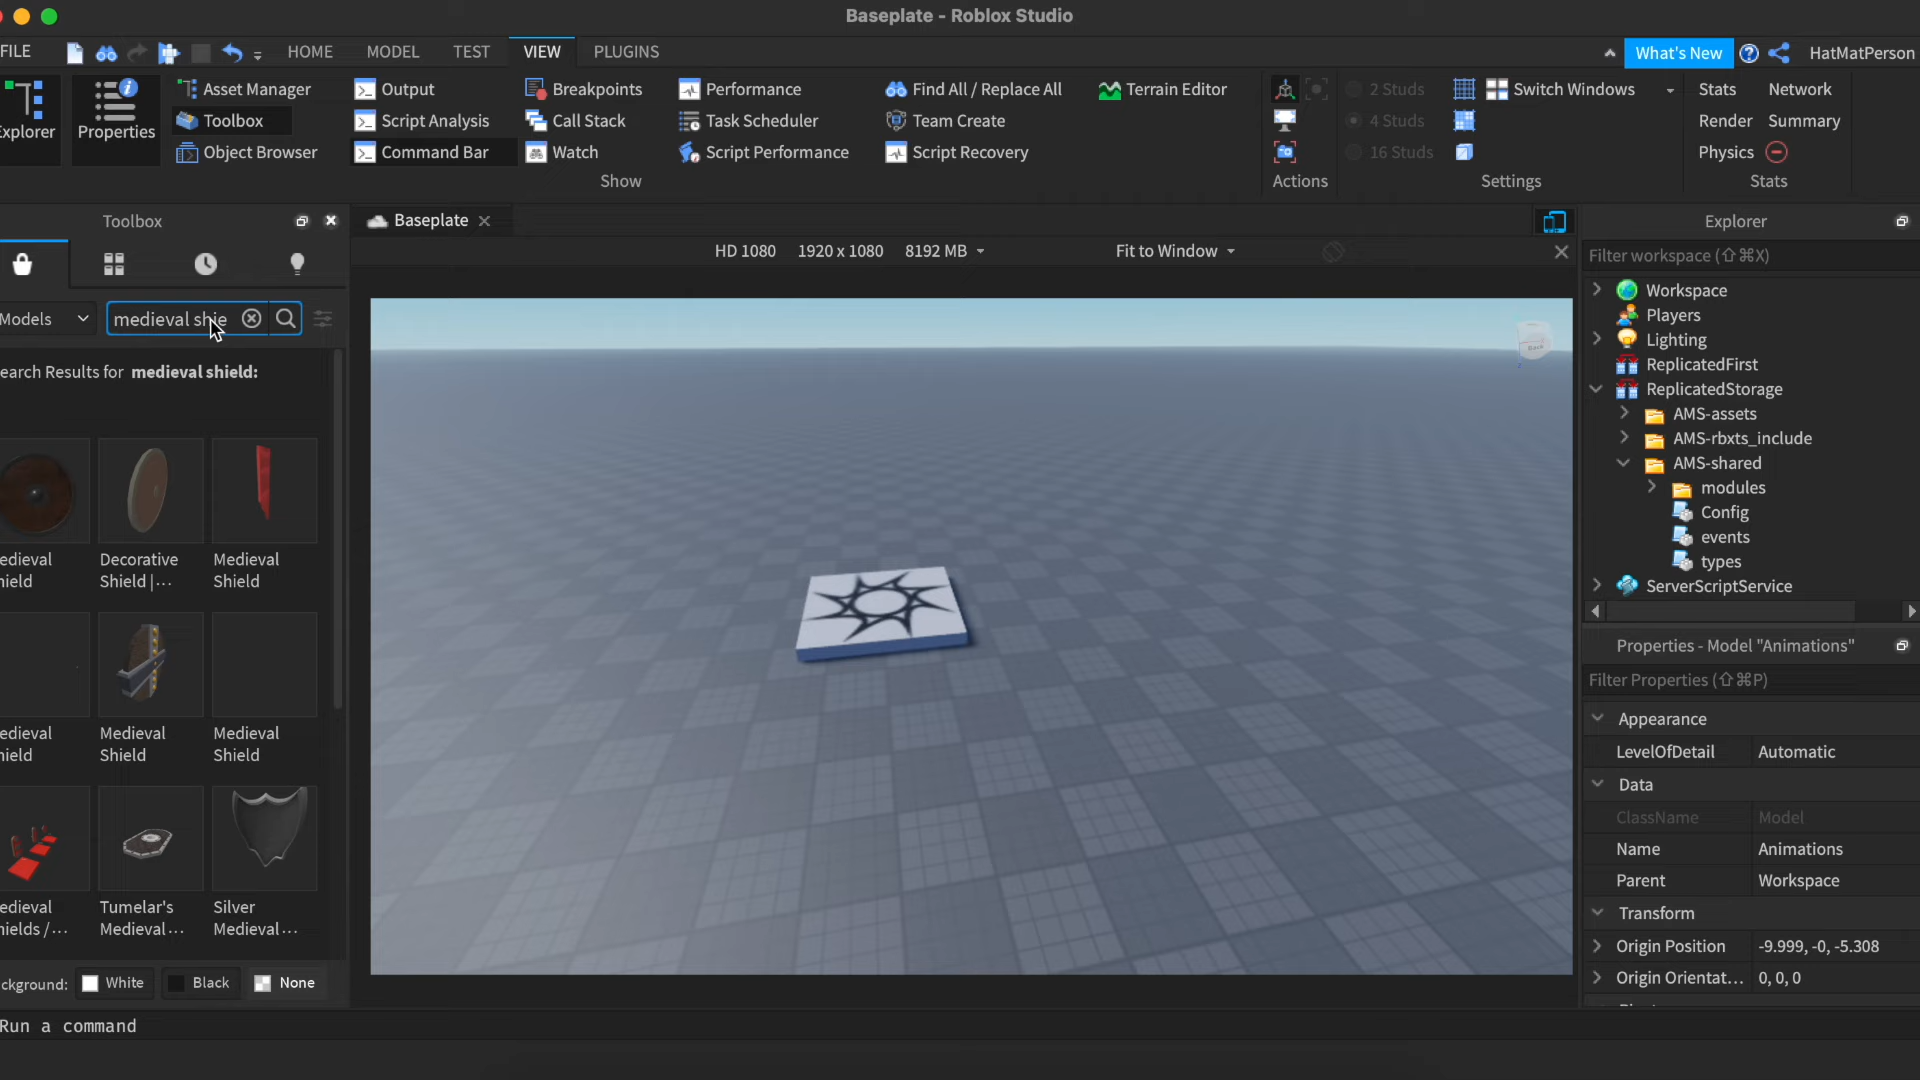 Baseplate - Roblox Studio
FILE HOME MODEL TEST VIEW PLUGINS What's New HatMatPerson
Explorer
Properties
Asset Manager
Toolbox
Object Browser
Output
Script Analysis
Command Bar
Breakpoints
Call Stack
Watch
Performance
Task Scheduler
Script Performance
Find All / Replace All
Team Create
Script Recovery
Terrain Editor
Show
Actions
2 Studs
4 Studs
16 Studs
Switch Windows
Settings
Stats Network
Render Summary
Physics
Stats
Toolbox
Models
medieval shie
earch Results for medieval shield:
edieval
hield
Decorative
Shield |...
Medieval
Shield
edieval
hield
Medieval
Shield
Medieval
Shield
edieval
hields /...
Tumelar's
Medieval...
Silver
Medieval...
ckground: White Black None
Baseplate
HD 1080 1920 x 1080 8192 MB Fit to Window
Back
Explorer
Filter workspace (⇧⌘X)
Workspace
Players
Lighting
ReplicatedFirst
ReplicatedStorage
AMS-assets
AMS-rbxts_include
AMS-shared
modules
Config
events
types
ServerScriptService
Properties - Model "Animations"
Filter Properties (⇧⌘P)
Appearance
LevelOfDetail Automatic
Data
ClassName Model
Name Animations
Parent Workspace
Transform
Origin Position -9.999, -0, -5.308
Origin Orientat... 0, 0, 0
Run a command